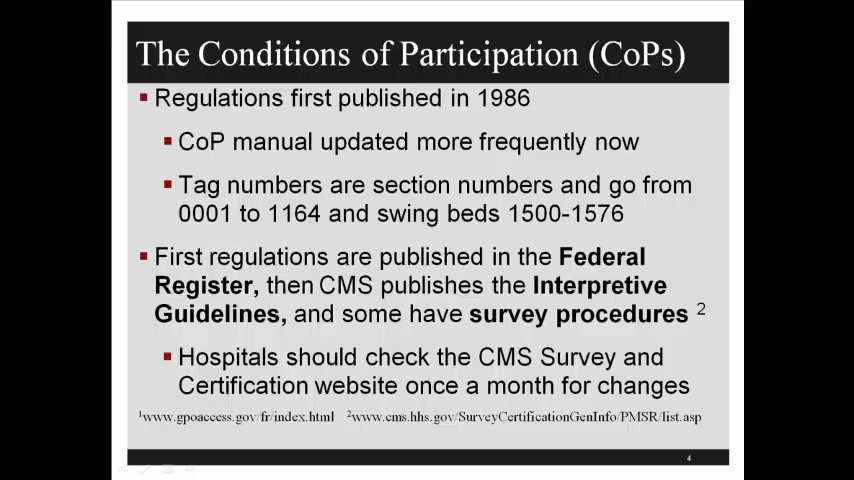 The Conditions of Participation (CoPs)
Regulations first published in 1986
CoP manual updated more frequently now
Tag numbers are section numbers and go from
0001 to 1164 and swing beds 1500-1576
First regulations are published in the Federal
Register, then CMS publishes the Interpretive
Guidelines, and some have survey procedures 2
Hospitals should check the CMS Survey and
Certification website once a month for changes
1www.gpoaccess.gov/fr/index.html 2www.cms.hhs.gov/SurveyCertificationGenInfo/PMSR/list.asp
4